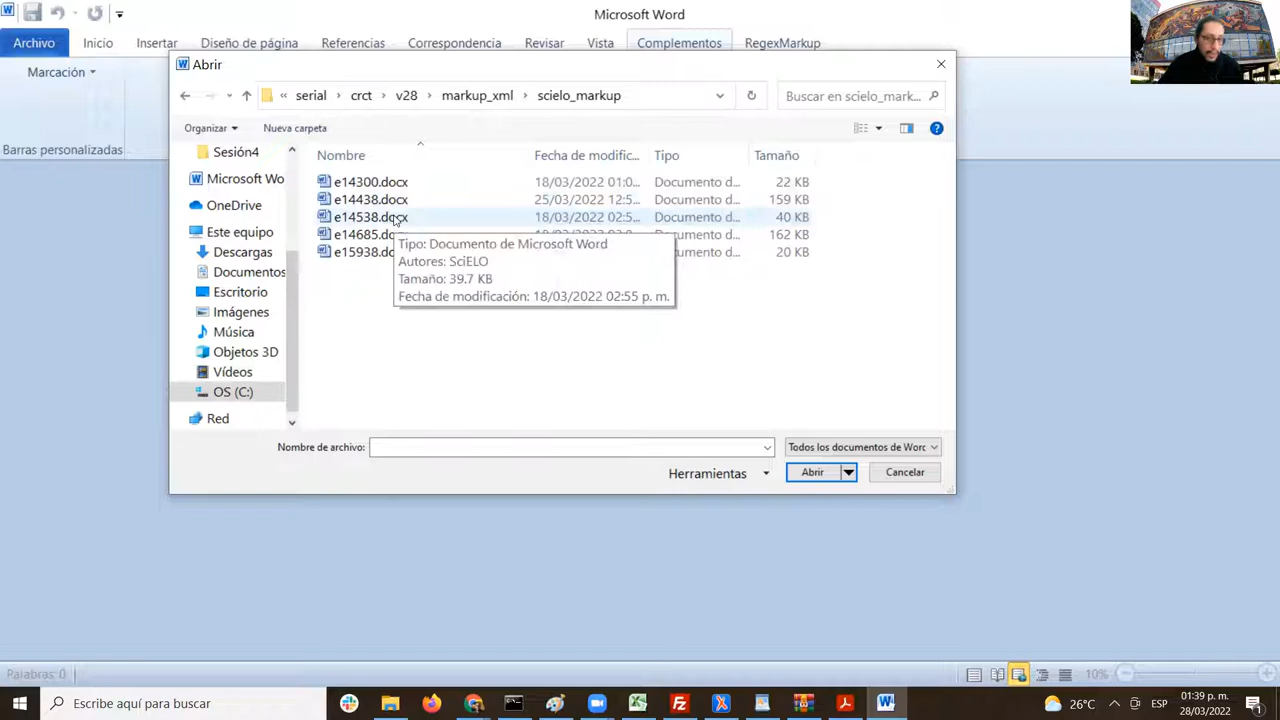 Microsoft Word
Archivo Inicio Insertar Diseño de página Referencias Correspondencia Revisar Vista Complementos RegexMarkup
Marcación
Barras personalizadas
Abrir
« serial › crct › v28 › markup_xml › scielo_markup
Buscar en scielo_mark...
Organizar Nueva carpeta
Nombre Fecha de modific... Tipo Tamaño
Sesión4
Microsoft Wo
OneDrive
Este equipo
Descargas
Documentos
Escritorio
Imágenes
Música
Objetos 3D
Vídeos
OS (C:)
Red
e14300.docx 18/03/2022 01:0... Documento d... 22 KB
e14438.docx 25/03/2022 12:5... Documento d... 159 KB
e14538.docx 18/03/2022 02:5... Documento d... 40 KB
e14685.do Documento d... 162 KB
e15938.do Documento d... 20 KB
Tipo: Documento de Microsoft Word
Autores: SciELO
Tamaño: 39.7 KB
Fecha de modificación: 18/03/2022 02:55 p. m.
Nombre de archivo: Todos los documentos de Worc
Herramientas Abrir Cancelar
Palabras: 0 10%
Escribe aquí para buscar 26°C ESP 01:39 p. m.
28/03/2022